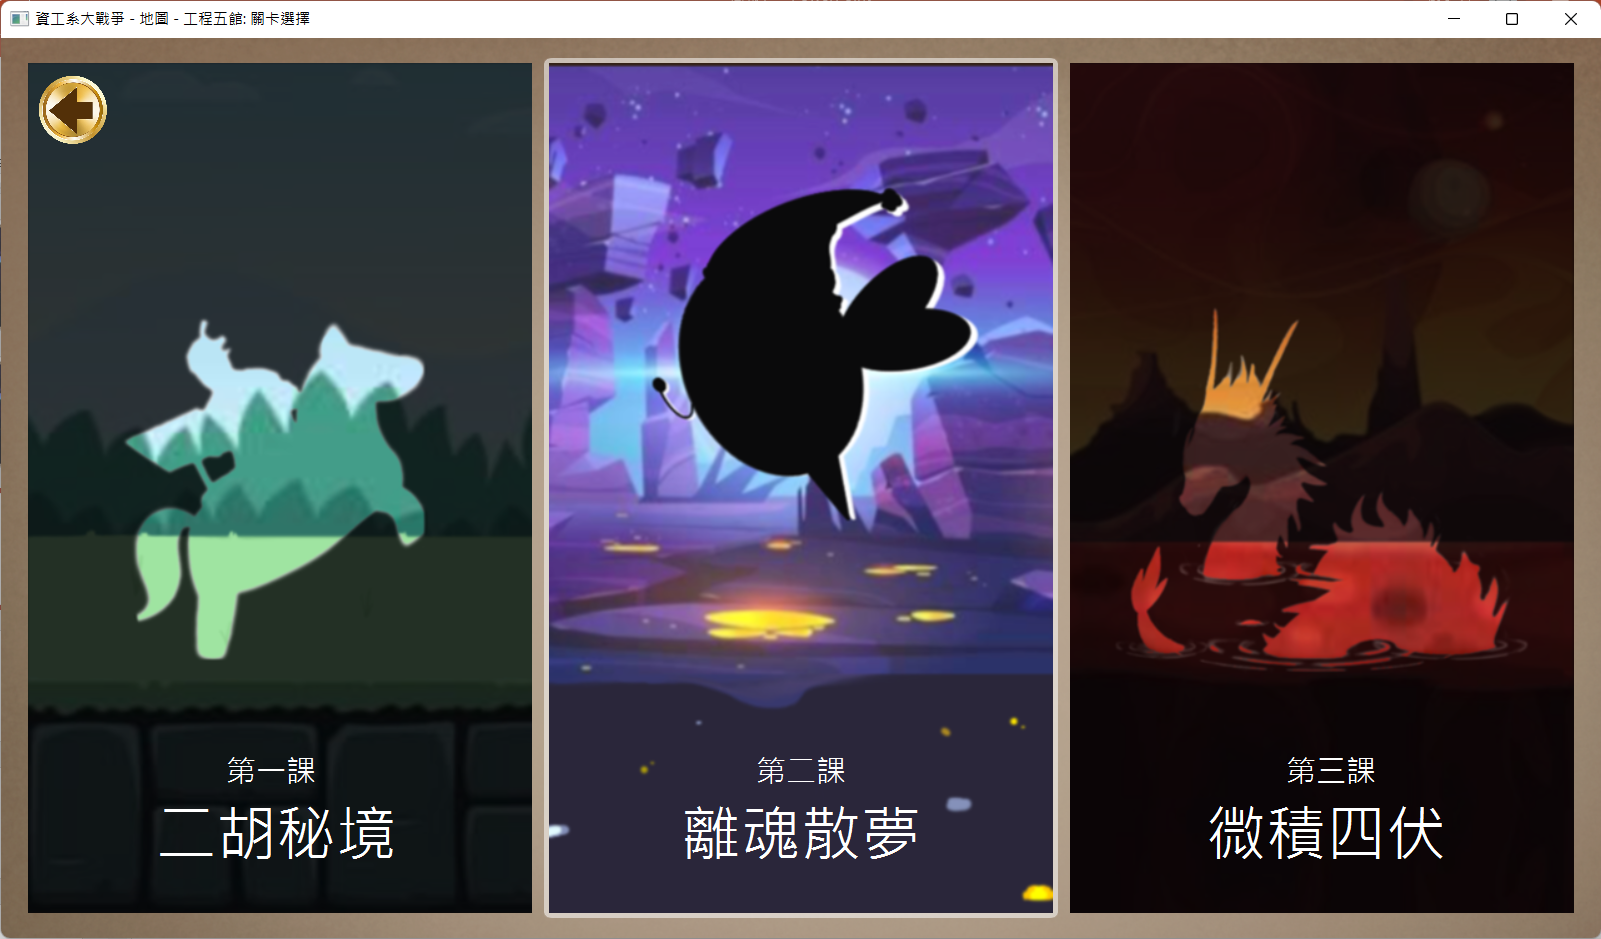 資工系大戰爭 - 地圖 - 工程五館: 關卡選擇
第一課
二胡秘境
第二課
離魂散夢
第三課
微積四伏